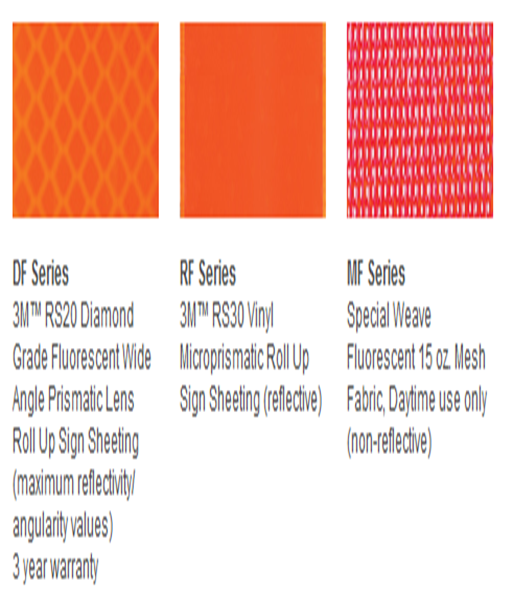 DF Series
3M™ RS20 Diamond
Grade Fluorescent Wide
Angle Prismatic Lens
Roll Up Sign Sheeting
(maximum reflectivity/
angularity values)
3 year warranty
RF Series
3M™ RS30 Vinyl
Microprismatic Roll Up
Sign Sheeting (reflective)
MF Series
Special Weave
Fluorescent 15 oz. Mesh
Fabric, Daytime use only
(non-reflective)